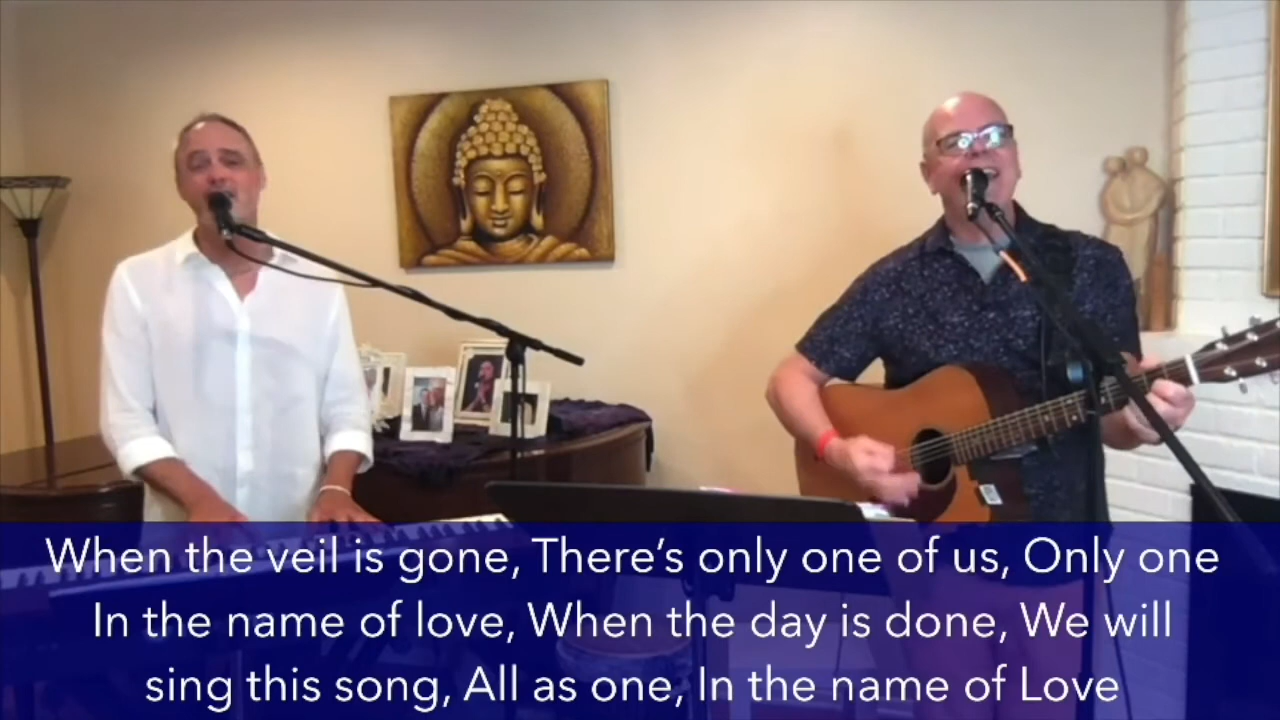 When the veil is gone, There’s only one of us, Only one
In the name of love, When the day is done, We will
sing this song, All as one, In the name of Love